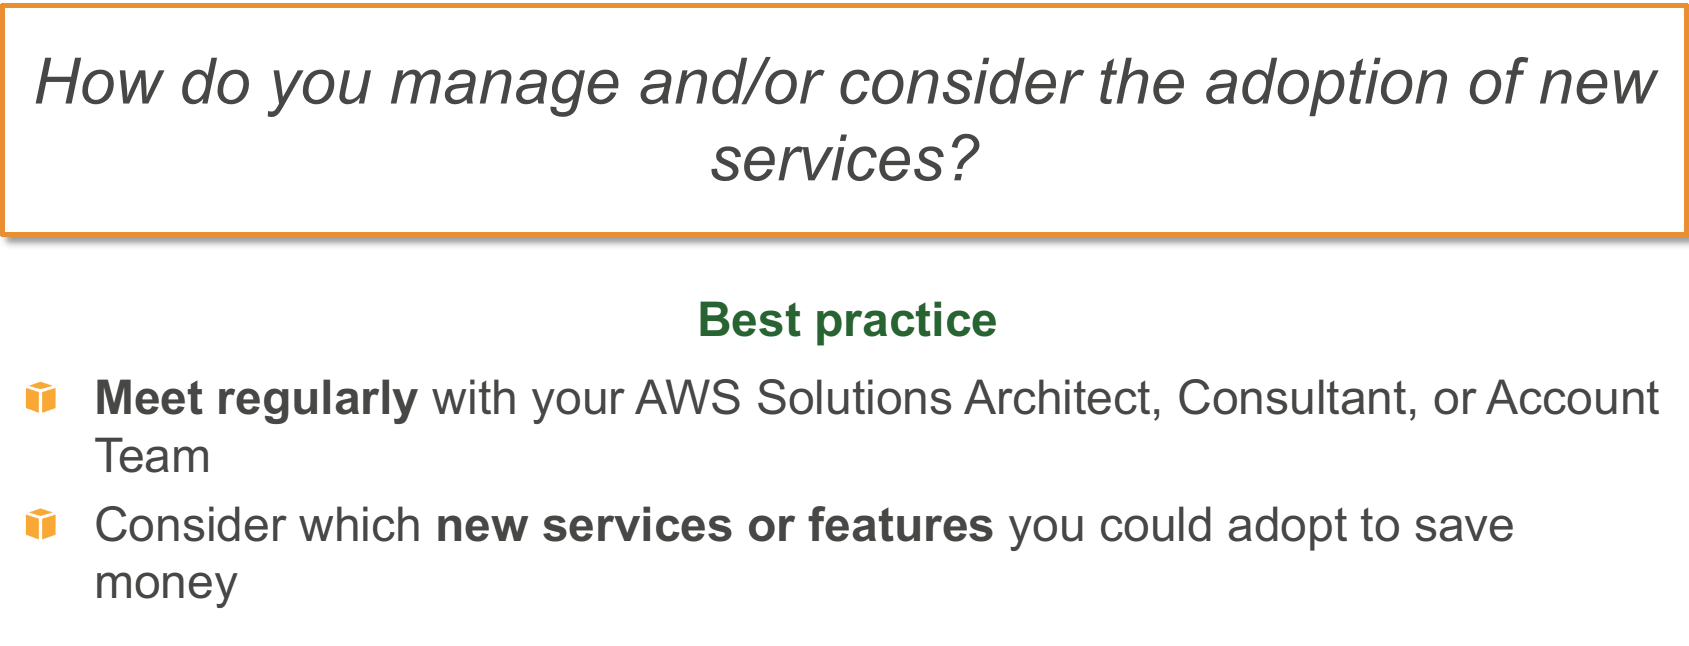 How do you manage and/or consider the adoption of new
services?
Best practice
Meet regularly with your AWS Solutions Architect, Consultant, or Account
Team
Consider which new services or features you could adopt to save
money